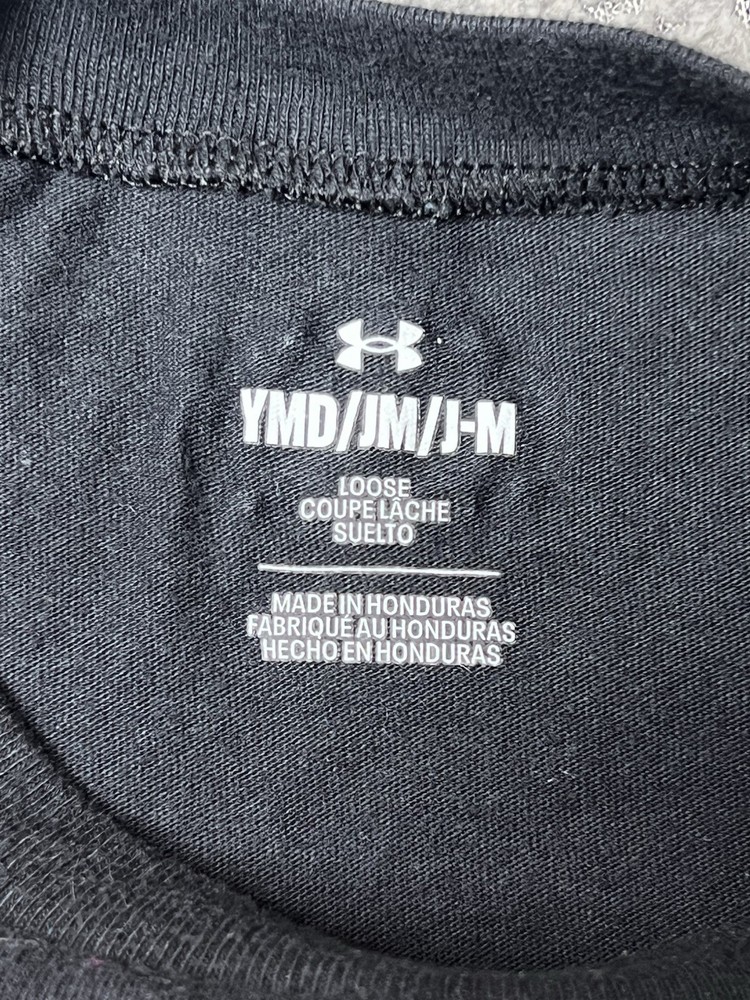 YMD/JM/J-M
LOOSE
COUPE LÂCHE
SUELTO
MADE IN HONDURAS
FABRIQUÉ AU HONDURAS
HECHO EN HONDURAS